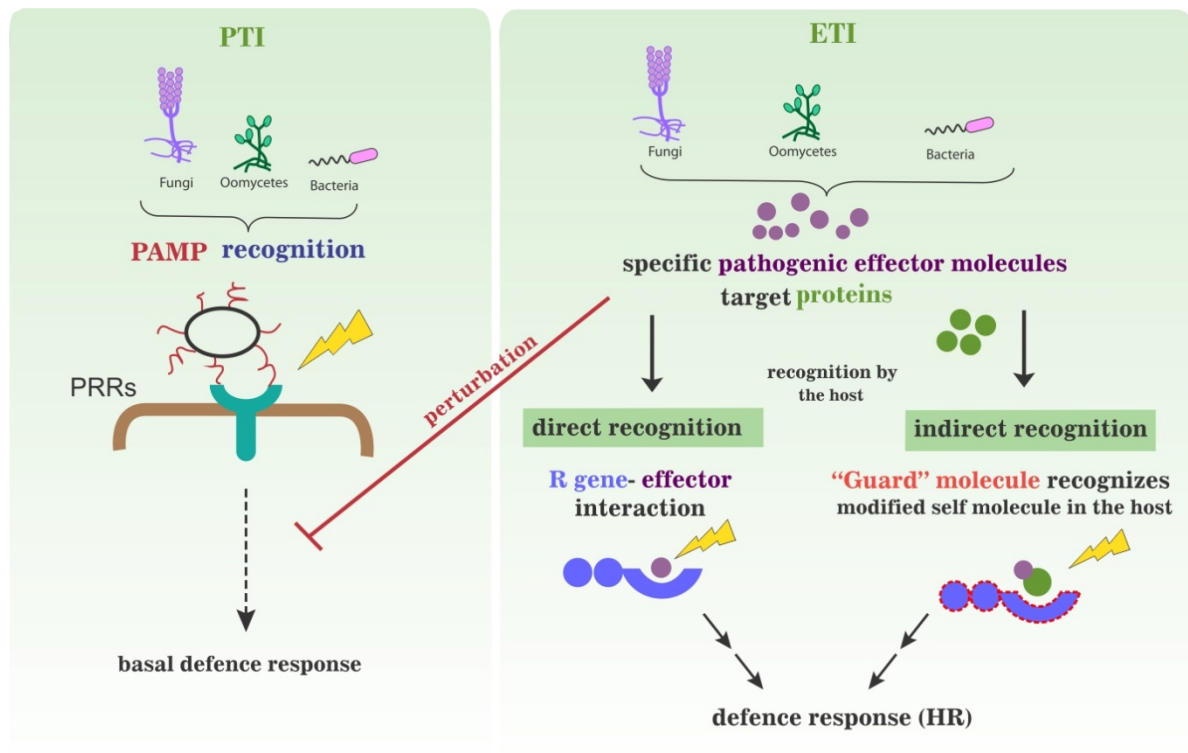 PTI
Fungi
Oomycetes
Bacteria
PAMP recognition
PRRs
basal defence response
perturbation
ETI
Fungi
Oomycetes
Bacteria
specific pathogenic effector molecules
target proteins
recognition by
the host
direct recognition
indirect recognition
R gene- effector
interaction
“Guard” molecule recognizes
modified self molecule in the host
defence response (HR)